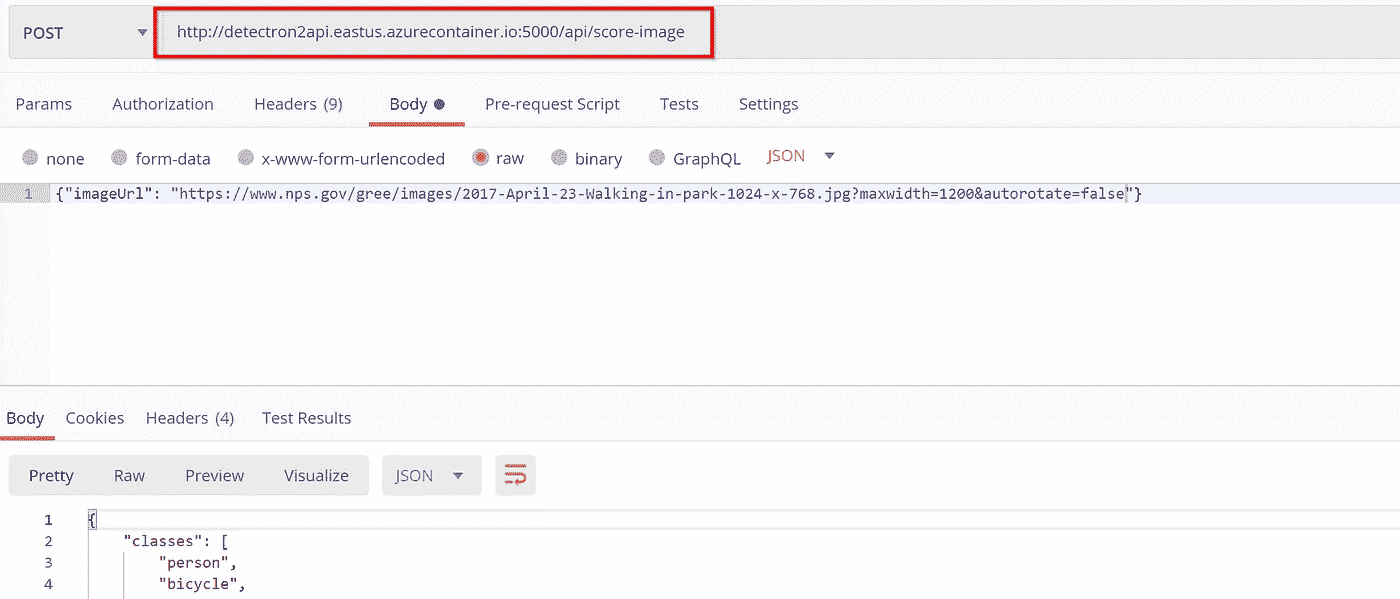 POST http://detectron2api.eastus.azurecontainer.io:5000/api/score-image
Params Authorization Headers (9) Body Pre-request Script Tests Settings
none form-data x-www-form-urlencoded raw binary GraphQL JSON
1 {"imageUrl": "https://www.nps.gov/gree/images/2017-April-23-Walking-in-park-1024-x-768.jpg?maxwidth=1200&autorotate=false"}
Body Cookies Headers (4) Test Results
Pretty Raw Preview Visualize JSON
1 {
2 "classes": [
3 "person",
4 "bicycle",